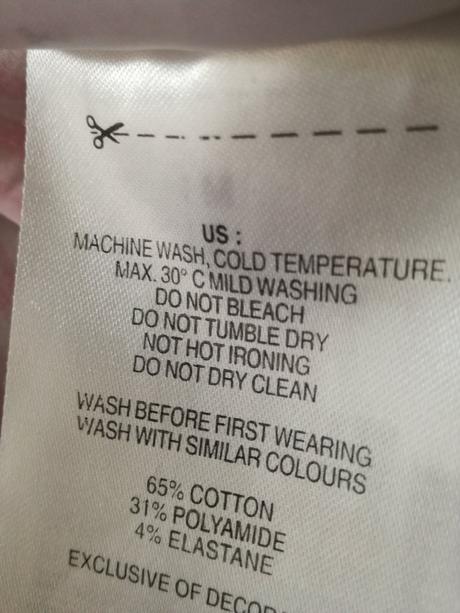 US :
MACHINE WASH, COLD TEMPERATURE.
MAX. 30° C MILD WASHING
DO NOT BLEACH
DO NOT TUMBLE DRY
NOT HOT IRONING
DO NOT DRY CLEAN
WASH BEFORE FIRST WEARING
WASH WITH SIMILAR COLOURS
65% COTTON
31% POLYAMIDE
4% ELASTANE
EXCLUSIVE OF